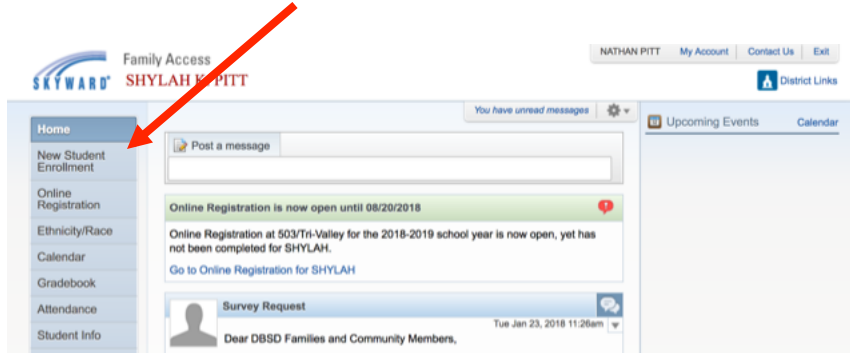 Family Access
NATHAN PITT My Account Contact Us Exit
SKYWARD SHYLAH K PITT
District Links
You have unread messages
Home
Upcoming Events Calendar
Post a message
New Student
Enrollment
Online
Registration
Online Registration is now open until 08/20/2018
Ethnicity/Race
Online Registration at 503/Tri-Valley for the 2018-2019 school year is now open, yet has
not been completed for SHYLAH.
Calendar
Go to Online Registration for SHYLAH
Gradebook
Attendance
Survey Request
Tue Jan 23, 2018 11:26am
Student Info
Dear DBSD Families and Community Members,